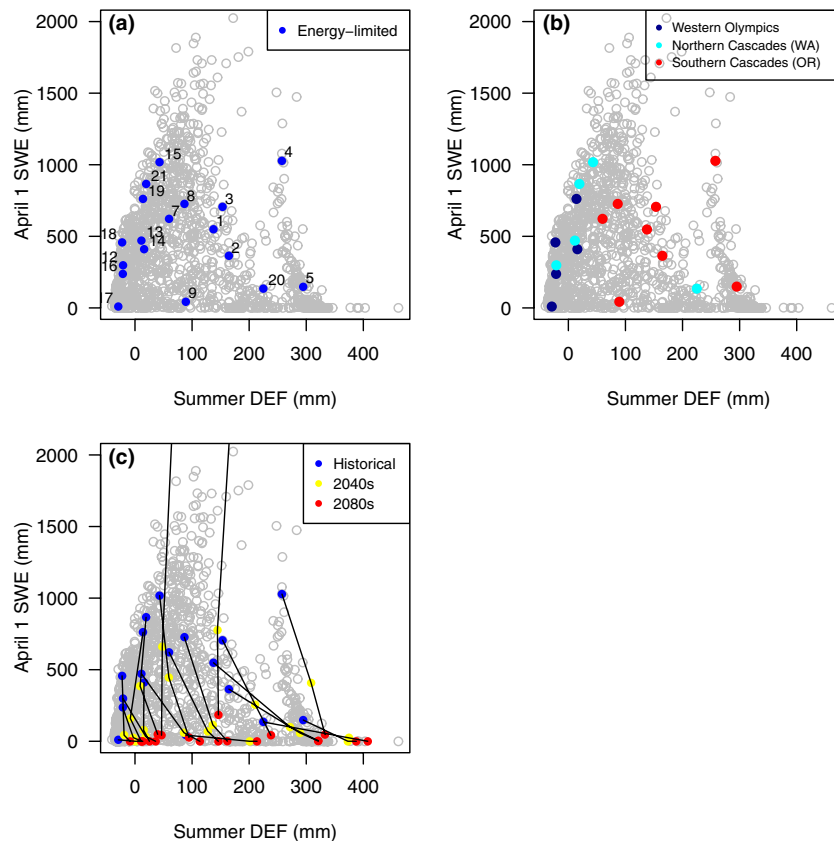 (a)
Energy−limited
April 1 SWE (mm)
2000
1500
1000
500
0
15
21
19
18
13
14
12
16
17
7
8
9
3
1
2
4
20
5
0 100 200 300 400
Summer DEF (mm)
(b)
Western Olympics
Northern Cascades (WA)
Southern Cascades (OR)
April 1 SWE (mm)
2000
1500
1000
500
0
0 100 200 300 400
Summer DEF (mm)
(c)
Historical
2040s
2080s
April 1 SWE (mm)
2000
1500
1000
500
0
0 100 200 300 400
Summer DEF (mm)